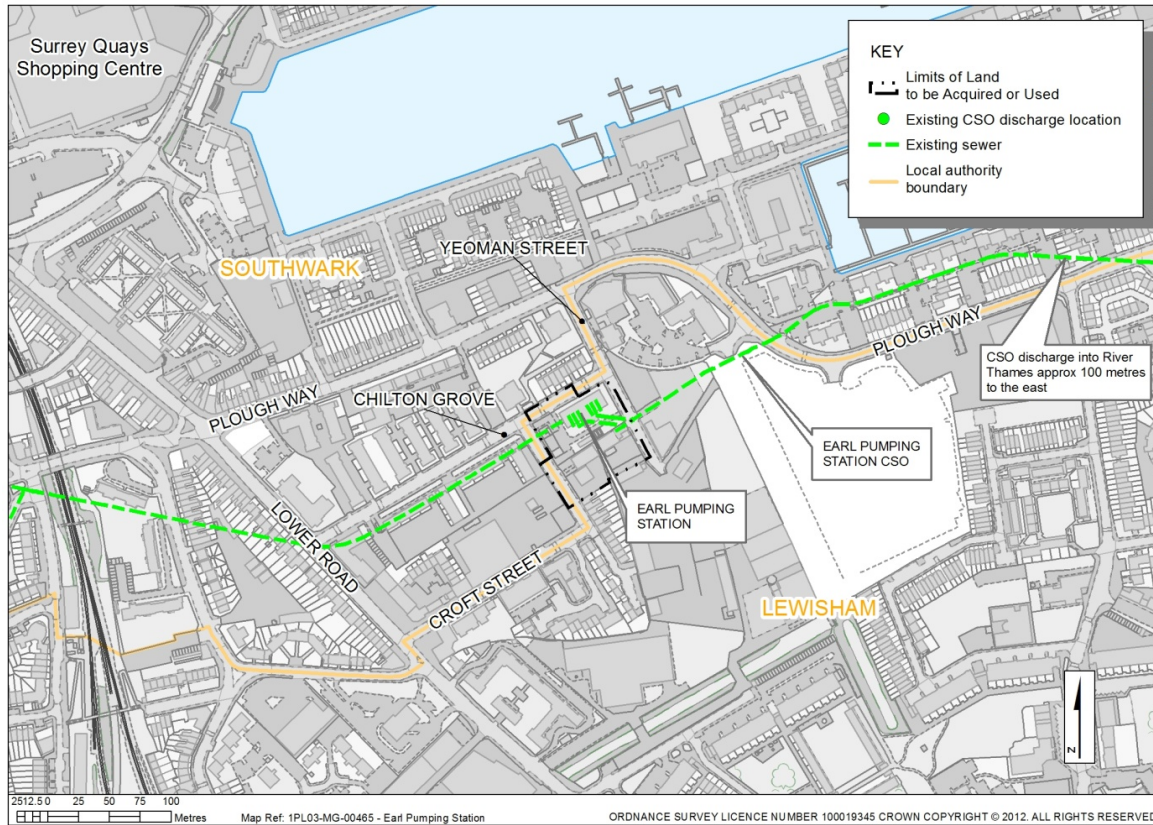 Surrey Quays
Shopping Centre
KEY
Limits of Land
to be Acquired or Used
Existing CSO discharge location
Existing sewer
Local authority
boundary
YEOMAN STREET
SOUTHWARK
PLOUGH WAY
CSO discharge into River
Thames approx 100 metres
to the east
PLOUGH WAY
CHILTON GROVE
EARL PUMPING
STATION CSO
EARL PUMPING
STATION
LOWER ROAD
CROFT STREET
LEWISHAM
N
2512.5 0 25 50 75 100
Metres
Map Ref: 1PL03-MG-00465 - Earl Pumping Station
ORDNANCE SURVEY LICENCE NUMBER 100019345 CROWN COPYRIGHT © 2012. ALL RIGHTS RESERVED